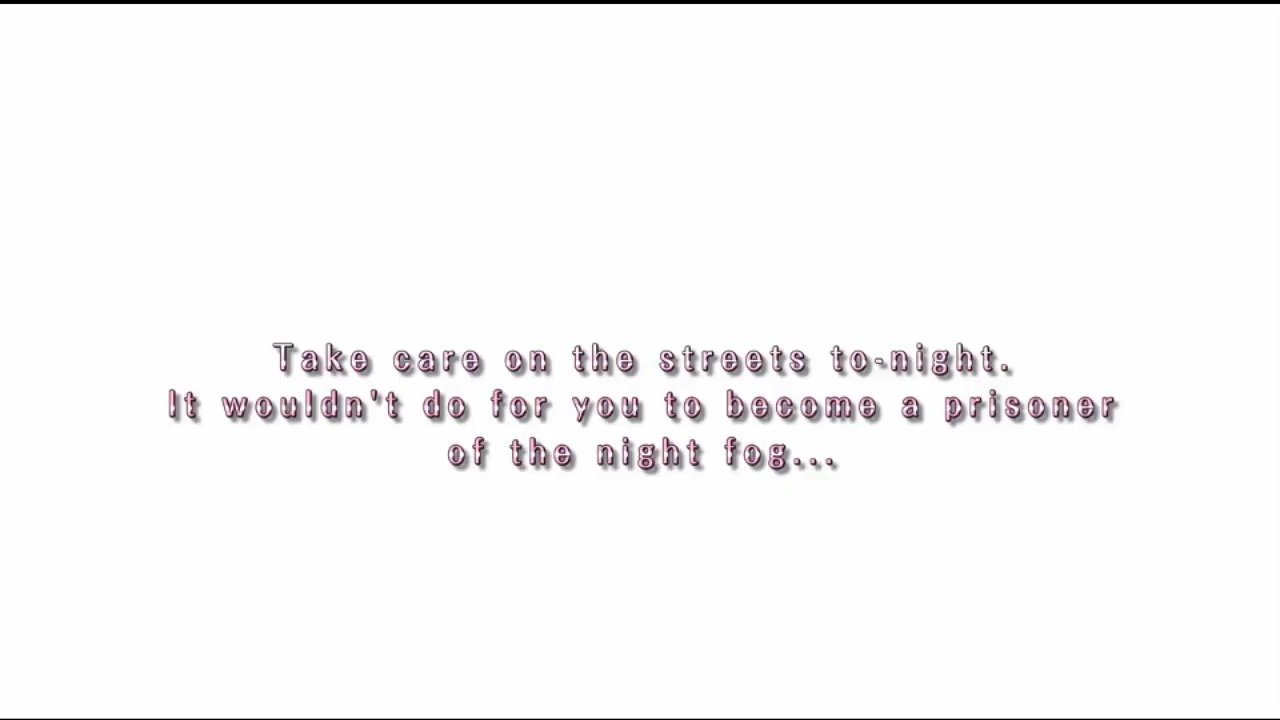 Take care on the streets to-night.
It wouldn't do for you to become a prisoner
of the night fog...